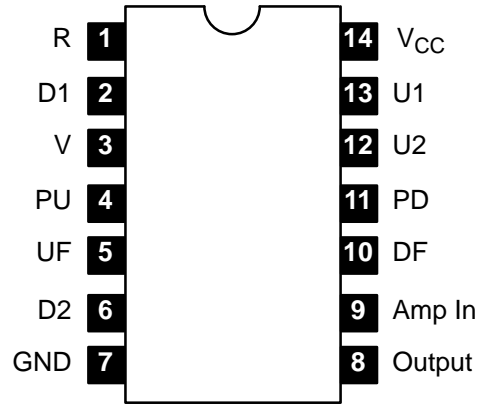 R 1 14 VCC
D1 2 13 U1
V 3 12 U2
PU 4 11 PD
UF 5 10 DF
D2 6 9 Amp In
GND 7 8 Output